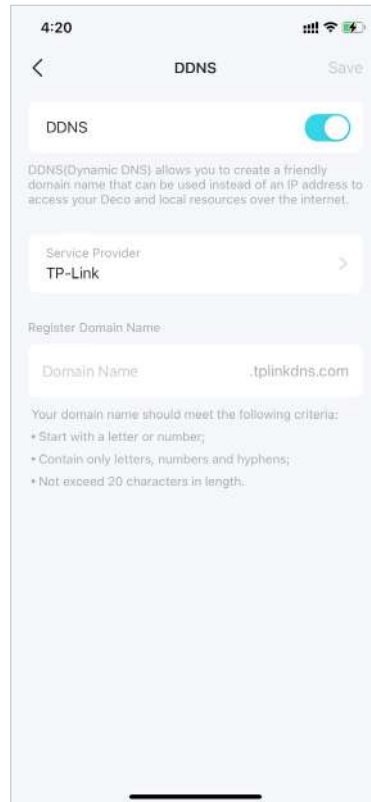 4:20
DDNS
Save
DDNS
DDNS(Dynamic DNS) allows you to create a friendly
domain name that can be used instead of an IP address to
access your Deco and local resources over the internet.
Service Provider
TP-Link
Register Domain Name
Domain Name
.tplinkdns.com
Your domain name should meet the following criteria:
• Start with a letter or number;
• Contain only letters, numbers and hyphens;
• Not exceed 20 characters in length.